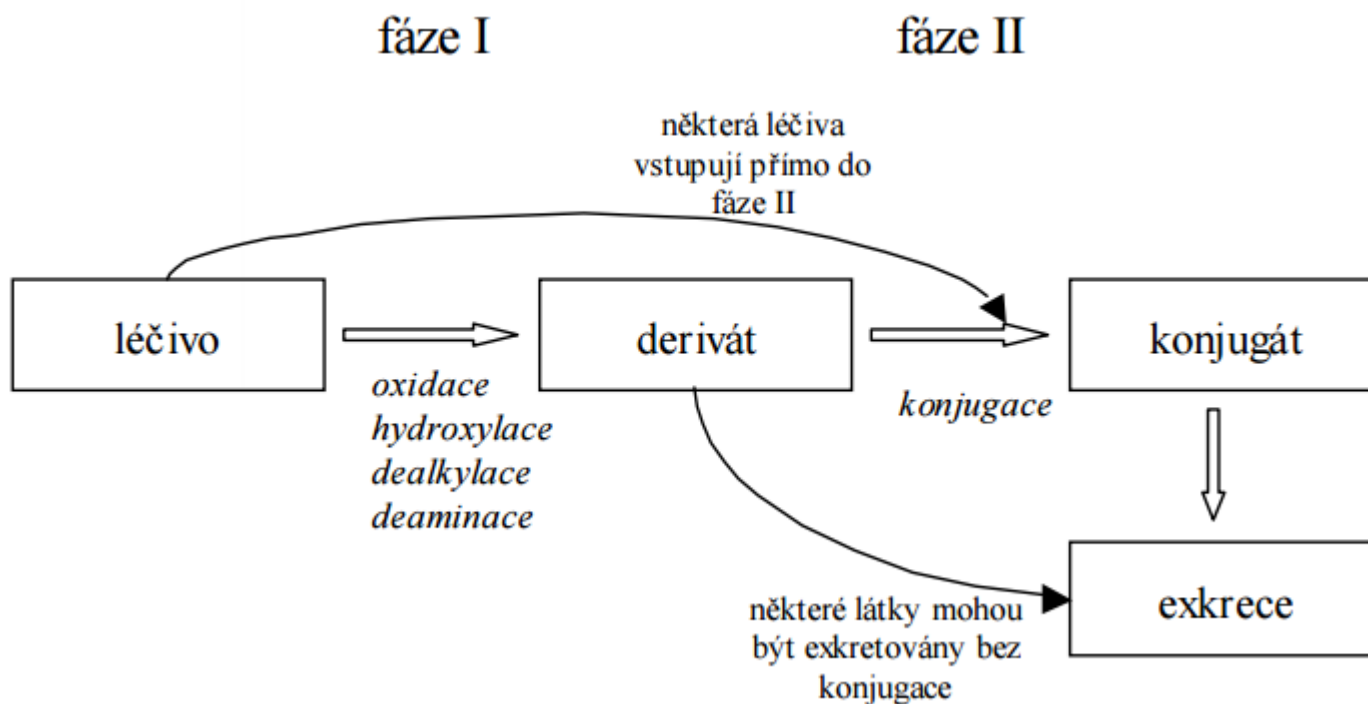 fáze I
fáze II
některá léčiva
vstupují přímo do
fáze II
léčivo
derivát
konjugát
oxidace
hydroxylace
dealkylace
deaminace
konjugace
některé látky mohou
být exkretovány bez
konjugace
exkrece